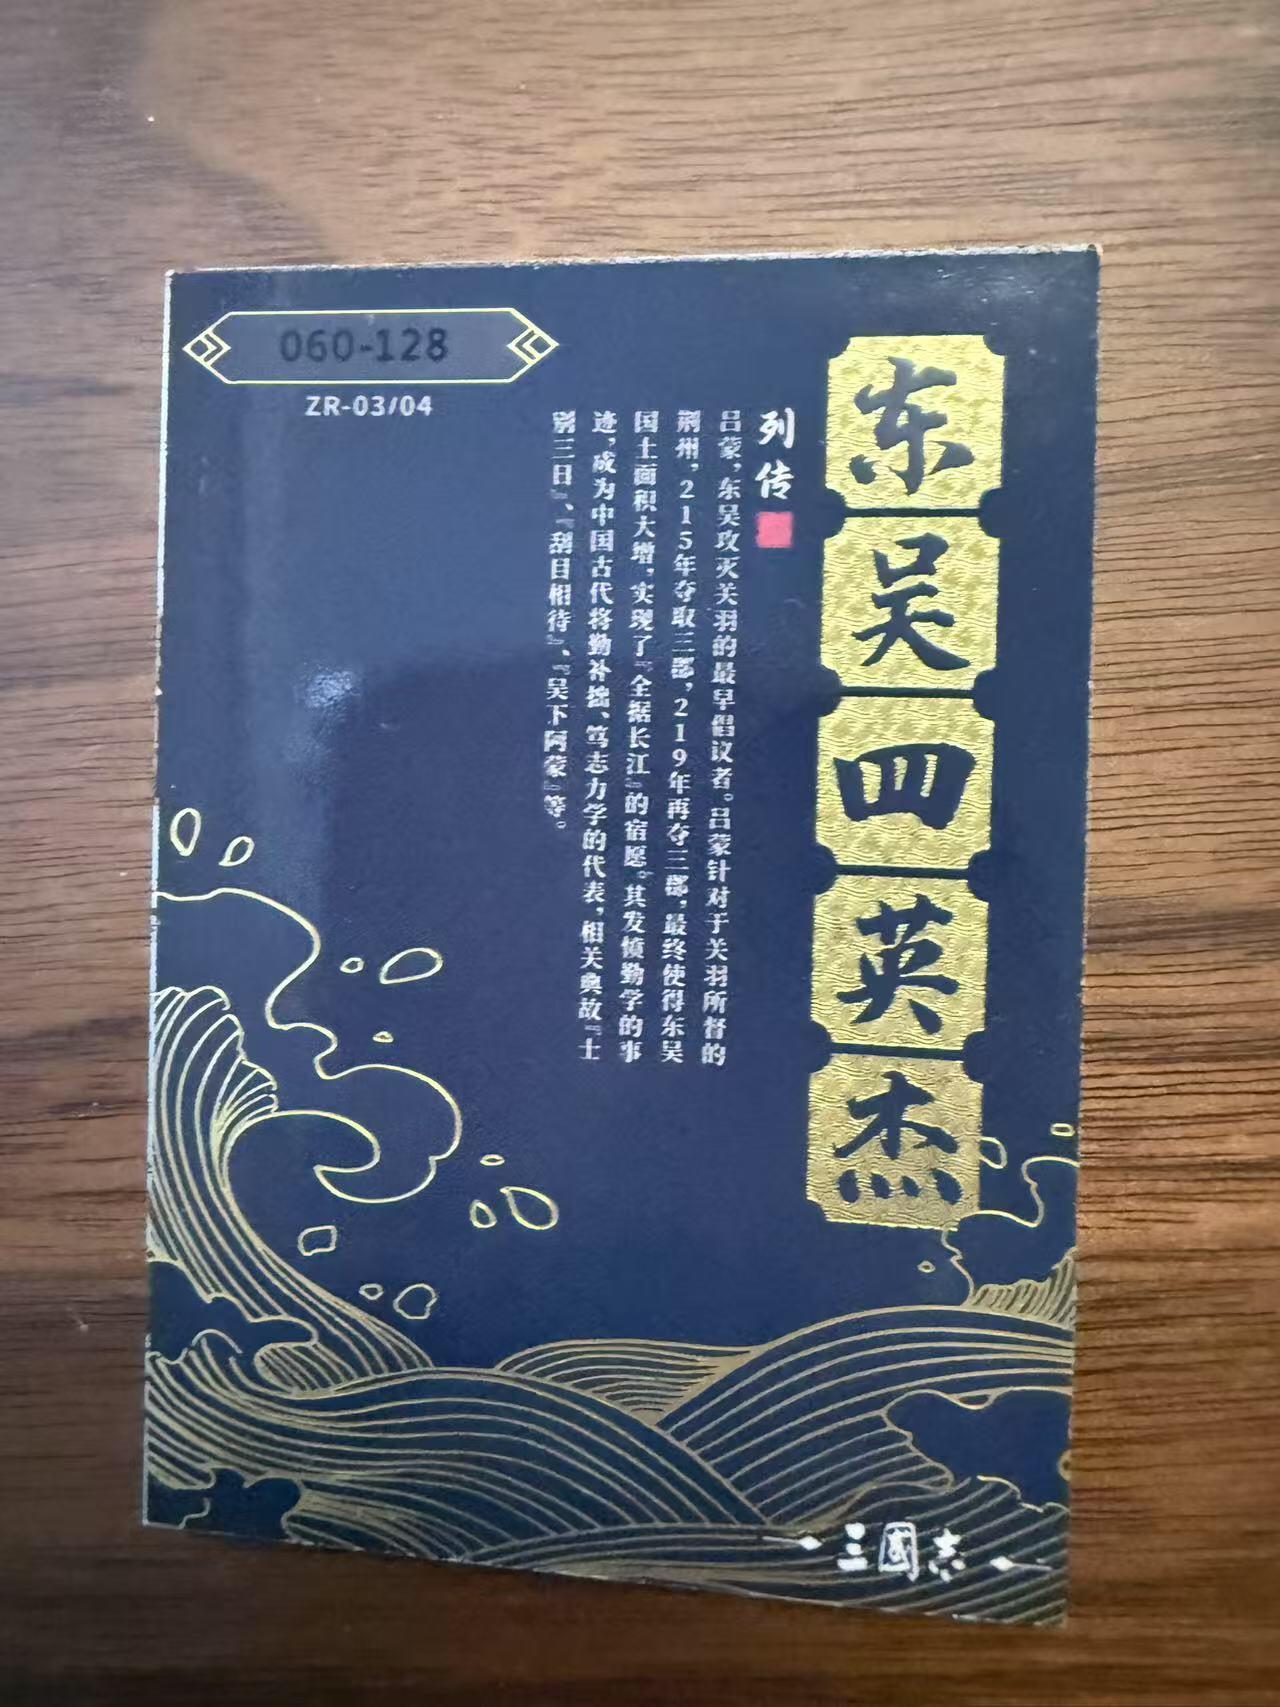 060-128
ZR-03/04
东吴四英杰
列传
吕蒙，东吴攻灭关羽的最早倡议者。吕蒙针对于关羽所督的
荆州，215年夺取三郡，219年再夺三郡，最终使得东吴
国土面积大增，实现了『全据长江』的宿愿。其发愤勤学的事
迹，成为中国古代将勤补拙、笃志力学的代表，相关典故『士
别三日』、『刮目相待』、『吴下阿蒙』等。
三國志